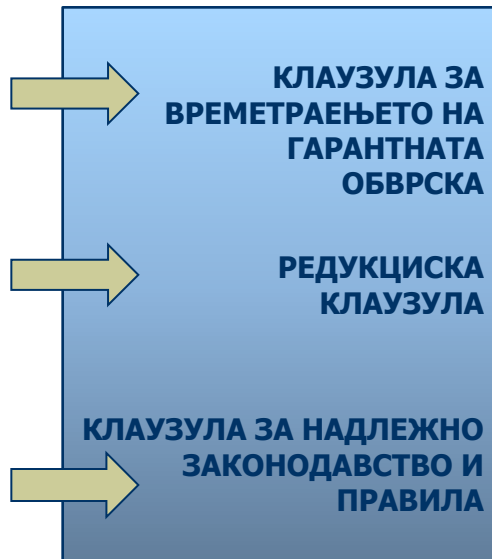 КЛАУЗУЛА ЗА
ВРЕМЕТРАЕЊЕТО НА
ГАРАНТНАТА
ОБВРСКА
РЕДУКЦИСКА
КЛАУЗУЛА
КЛАУЗУЛА ЗА НАДЛЕЖНО
ЗАКОНОДАВСТВО И
ПРАВИЛА